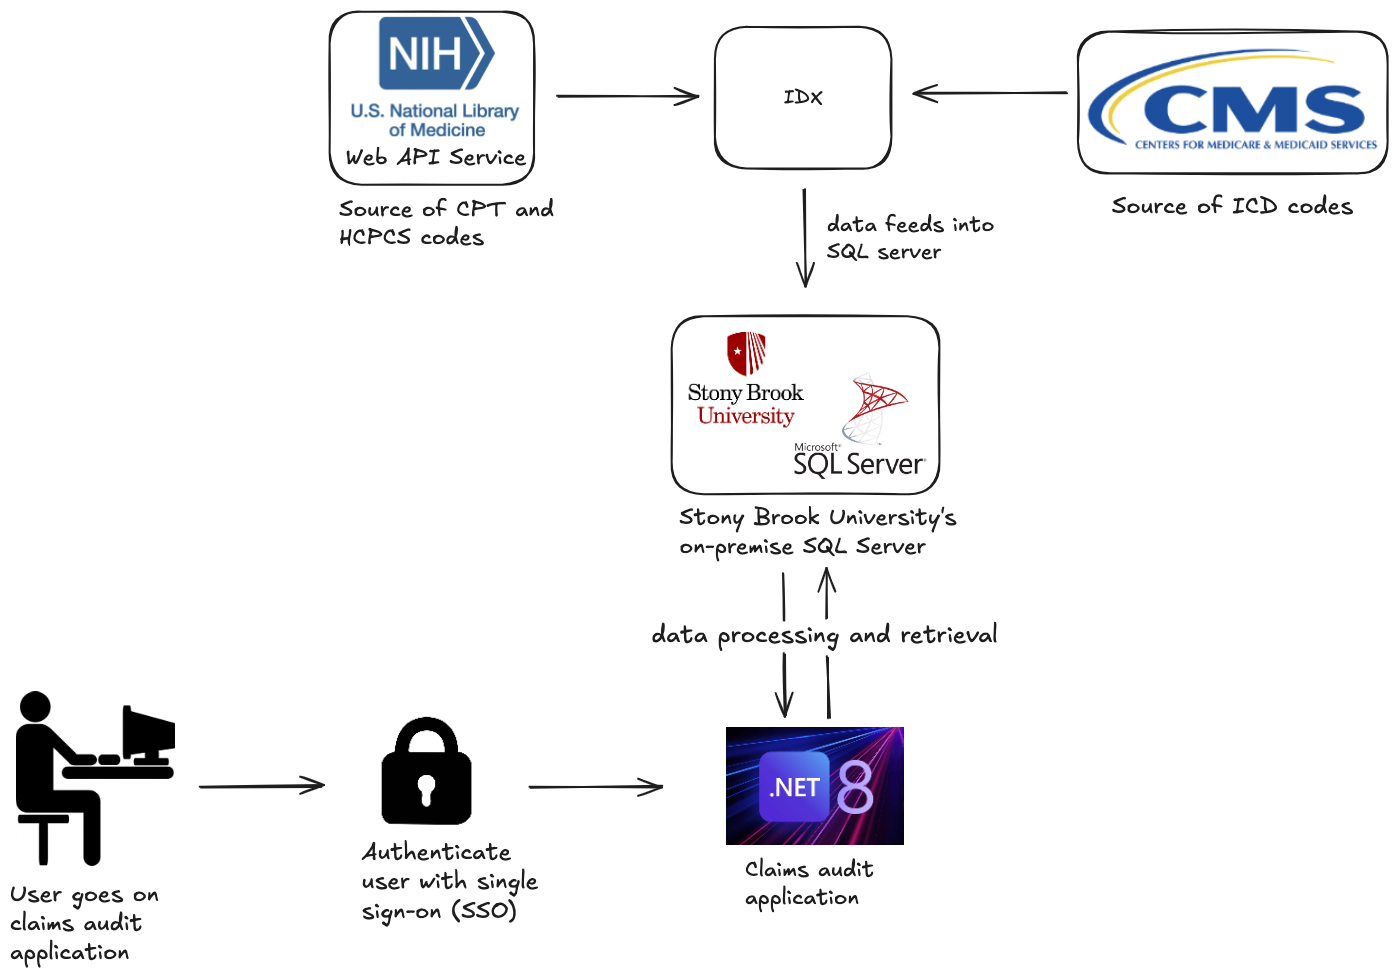 NIH
U.S. National Library
of Medicine
Web API Service
Source of CPT and
HCPCS codes
IDX
CMS
CENTERS FOR MEDICARE & MEDICAID SERVICES
Source of ICD codes
data feeds into
SQL server
Stony Brook
University
Microsoft®
SQL Server®
Stony Brook University's
on-premise SQL Server
data processing and retrieval
User goes on
claims audit
application
Authenticate
user with single
sign-on (SSO)
.NET 8
Claims audit
application